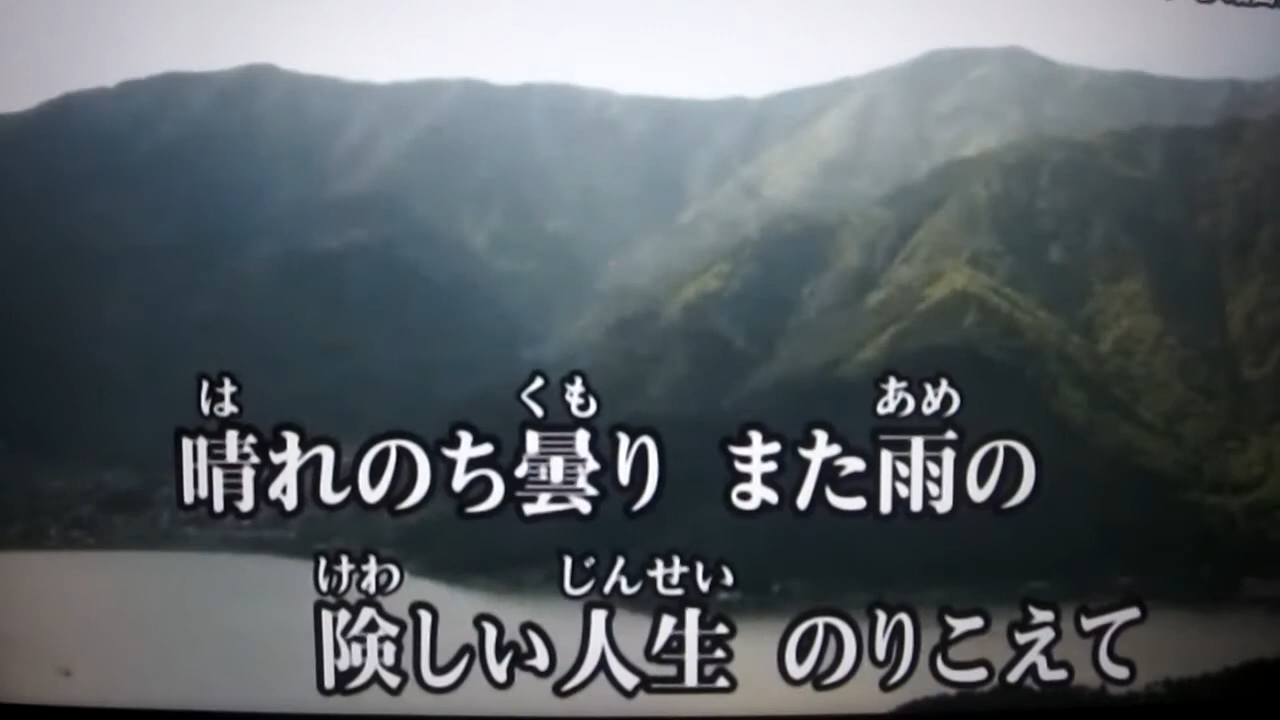 は くも あめ
晴れのち曇り また雨の
けわ じんせい
険しい人生 のりこえて